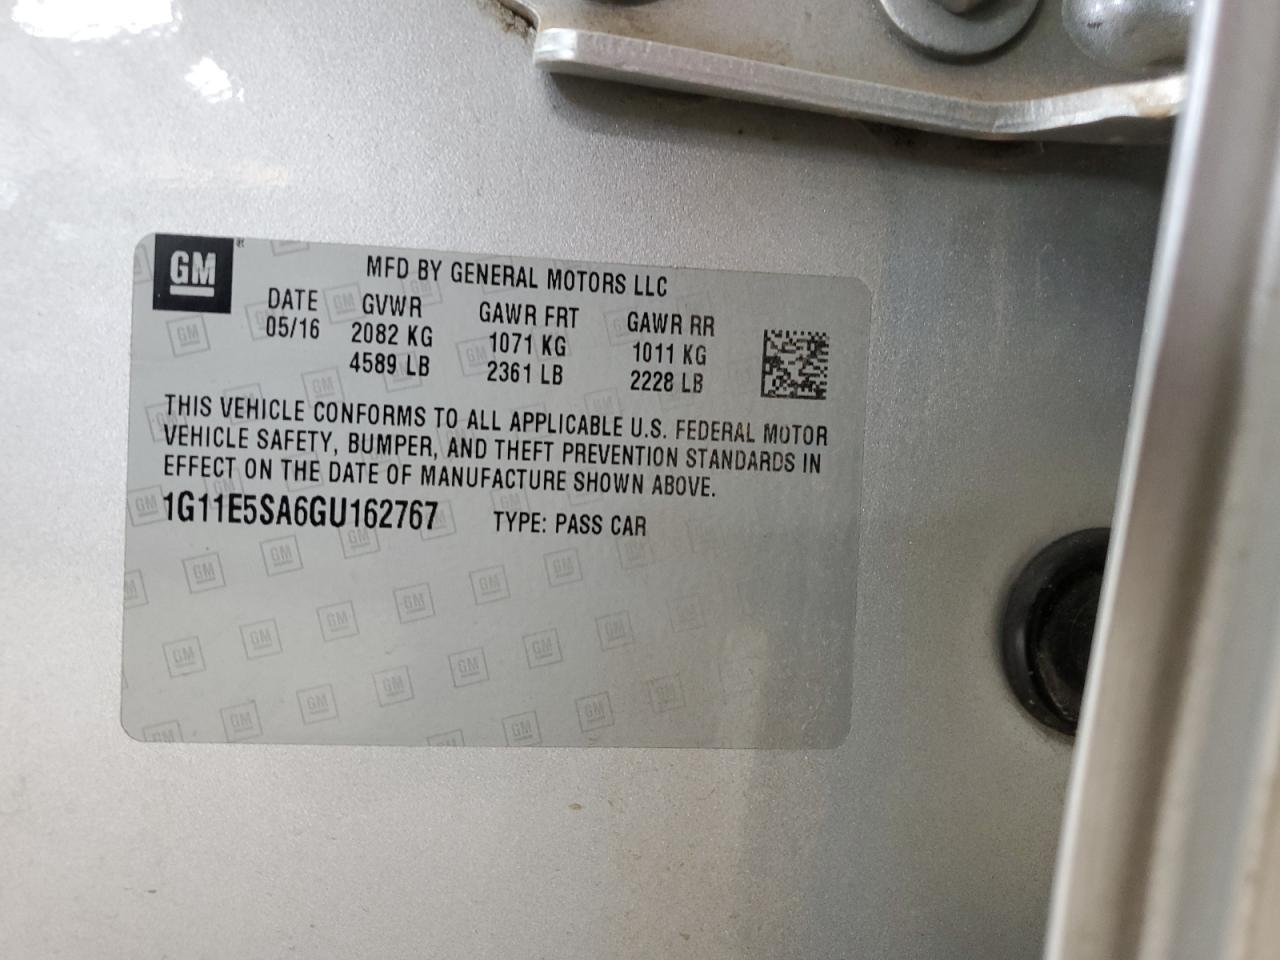 GM
MFD BY GENERAL MOTORS LLC
DATE GVWR GAWR FRT GAWR RR
05/16 2082 KG 1071 KG 1011 KG
4589 LB 2361 LB 2228 LB
THIS VEHICLE CONFORMS TO ALL APPLICABLE U.S. FEDERAL MOTOR
VEHICLE SAFETY, BUMPER, AND THEFT PREVENTION STANDARDS IN
EFFECT ON THE DATE OF MANUFACTURE SHOWN ABOVE.
1G11E5SA6GU162767 TYPE: PASS CAR